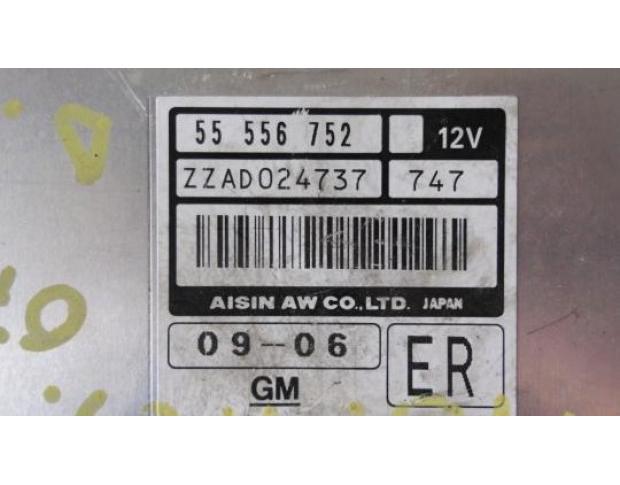 55 556 752 12V
ZZAD024737 747
AISIN AW CO.,LTD. JAPAN
09-06
ER
GM